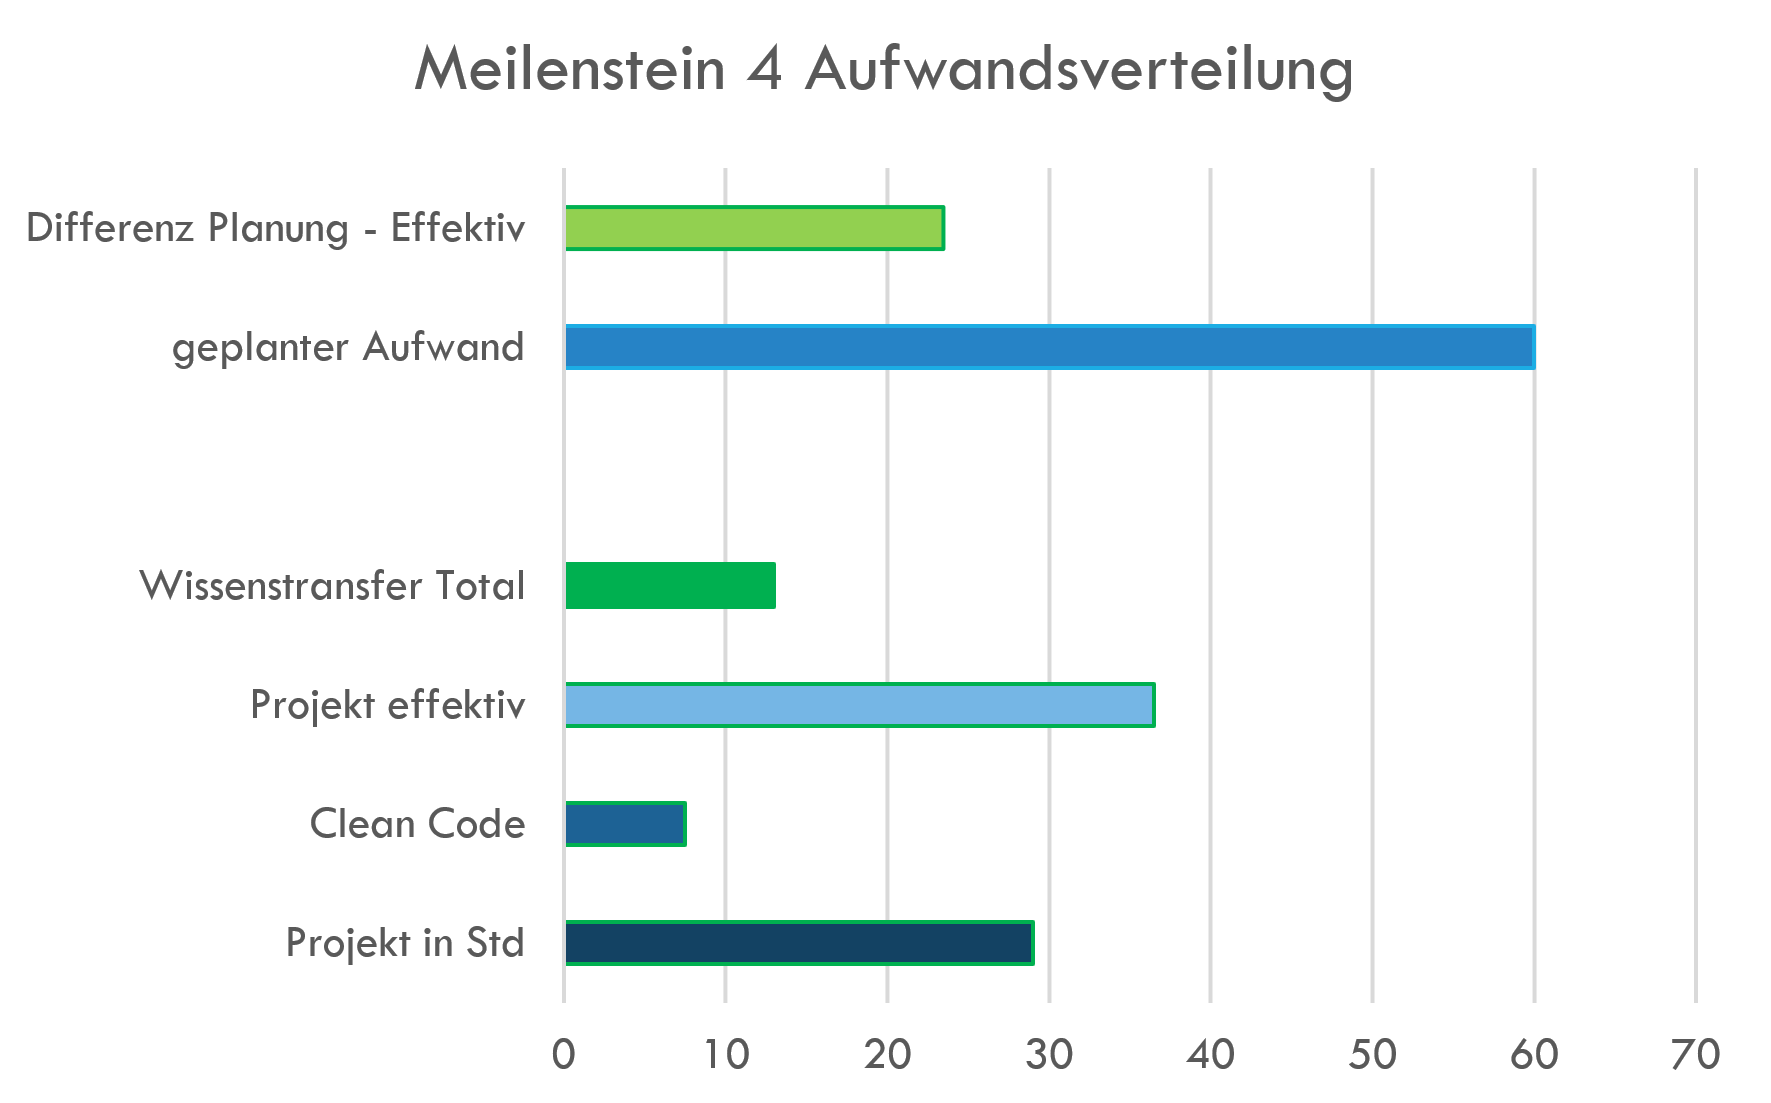 Meilenstein 4 Aufwandsverteilung
Differenz Planung - Effektiv
geplanter Aufwand
Wissenstransfer Total
Projekt effektiv
Clean Code
Projekt in Std
0 10 20 30 40 50 60 70